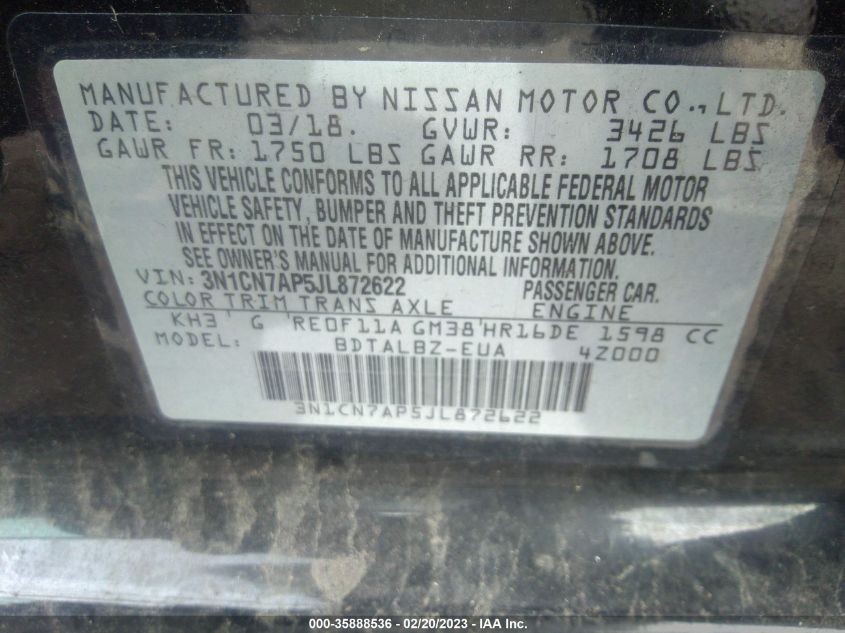 MANUFACTURED BY NISSAN MOTOR CO., LTD.
DATE: 03/18. GVWR: 3426 LBS
GAWR FR: 1750 LBS GAWR RR: 1708 LBS
THIS VEHICLE CONFORMS TO ALL APPLICABLE FEDERAL MOTOR
VEHICLE SAFETY, BUMPER AND THEFT PREVENTION STANDARDS
IN EFFECT ON THE DATE OF MANUFACTURE SHOWN ABOVE.
SEE OWNER'S MANUAL FOR ADDITIONAL INFORMATION.
VIN: 3N1CN7AP5JL872622 PASSENGER CAR.
COLOR TRIM TRANS AXLE ENGINE
KH3 G RE0F11A GM38 HR16DE 1598 CC
MODEL: BDTALBZ-EUA 4Z000
3N1CN7AP5JL872622
000-35888536 - 02/20/2023 - IAA Inc.